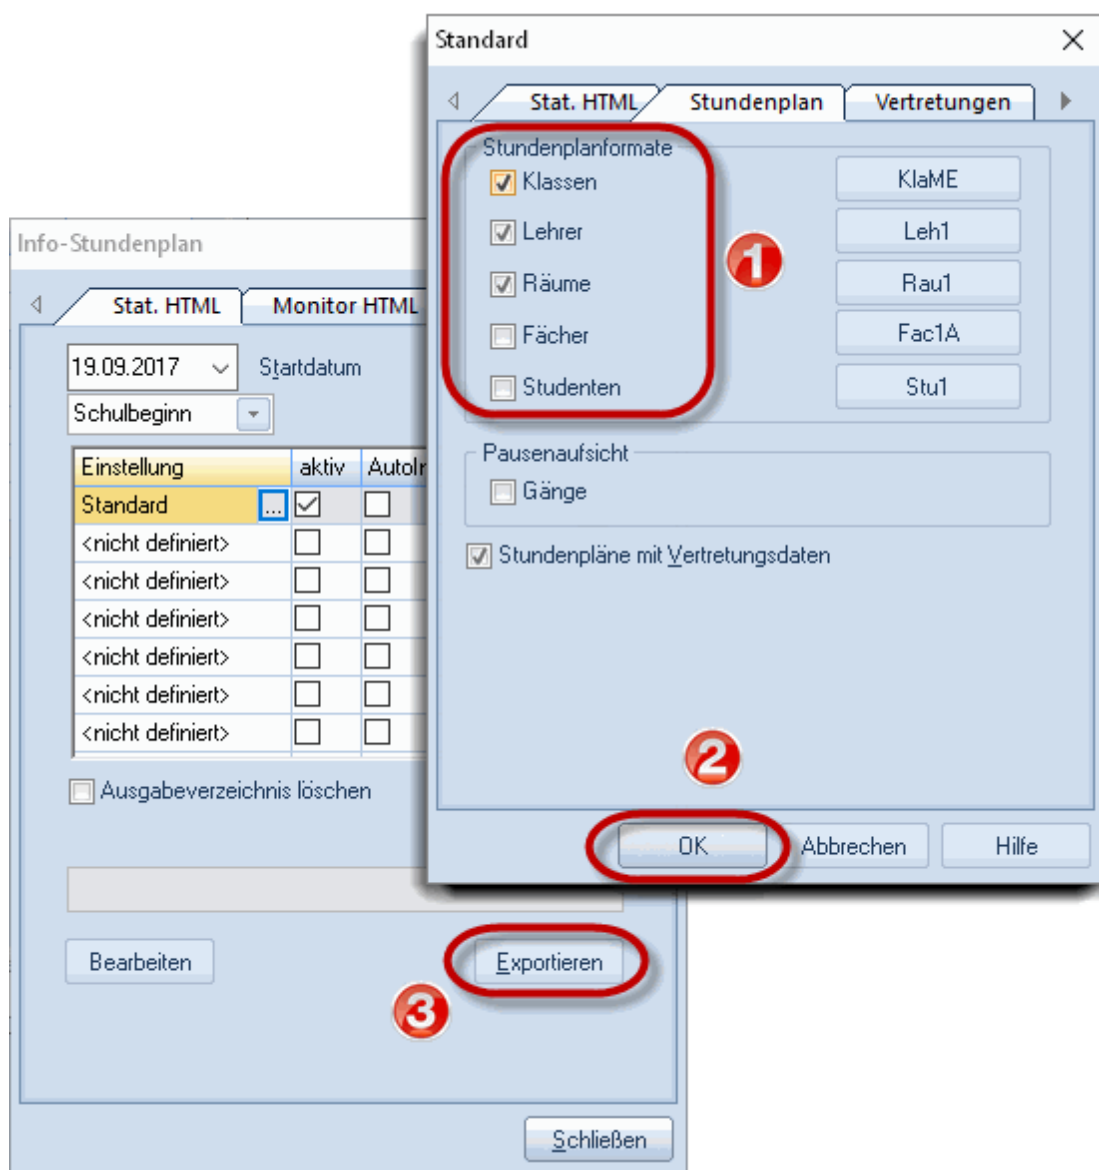 Standard
Stat. HTML Stundenplan Vertretungen
Stundenplanformate
Klassen KlaME
Lehrer Leh1
1
Räume Rau1
Fächer Fac1A
Studenten Stu1
Pausenaufsicht
Gänge
Stundenpläne mit Vertretungsdaten
2
OK Abbrechen Hilfe
Info-Stundenplan
Stat. HTML Monitor HTML
19.09.2017 Startdatum
Schulbeginn
Einstellung aktiv AutoIn
Standard ...
<nicht definiert>
<nicht definiert>
<nicht definiert>
<nicht definiert>
<nicht definiert>
<nicht definiert>
Ausgabeverzeichnis löschen
Bearbeiten Exportieren
3
Schließen